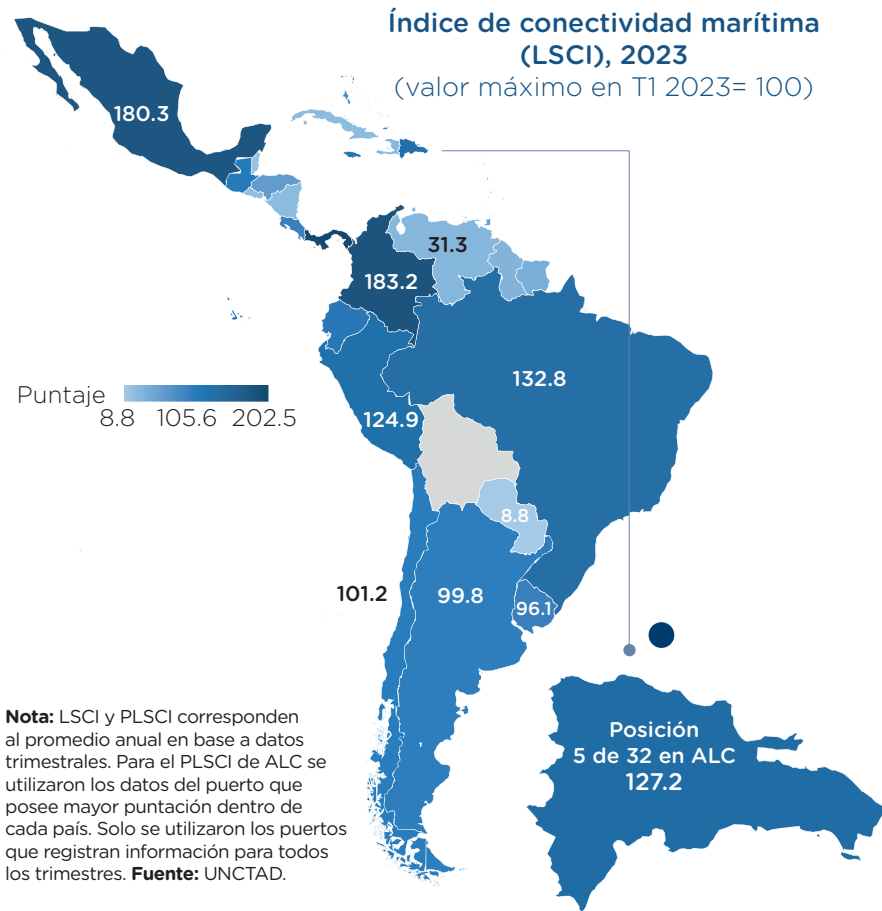 Índice de conectividad marítima
(LSCI), 2023
(valor máximo en T1 2023= 100)
180.3
31.3
183.2
132.8
Puntaje
8.8 105.6 202.5
124.9
8.8
101.2
99.8
96.1
Nota: LSCI y PLSCI corresponden
al promedio anual en base a datos
trimestrales. Para el PLSCI de ALC se
utilizaron los datos del puerto que
posee mayor puntación dentro de
cada país. Solo se utilizaron los puertos
que registran información para todos
los trimestres. Fuente: UNCTAD.
Posición
5 de 32 en ALC
127.2